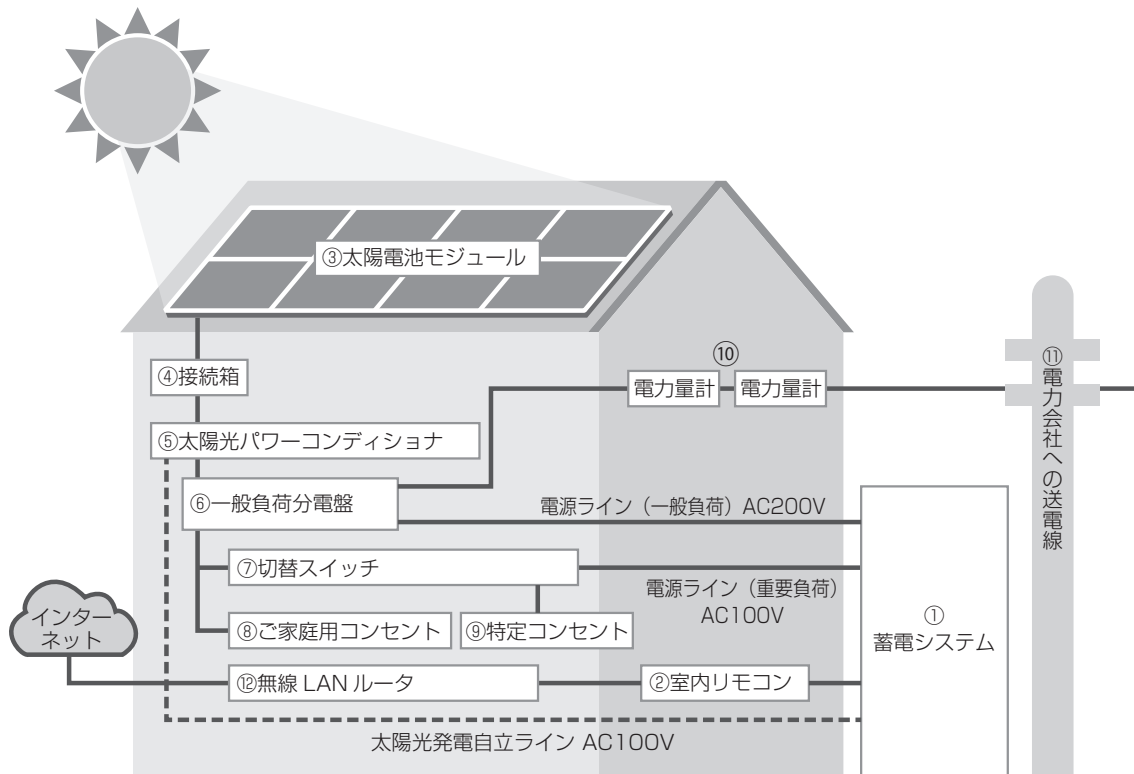 ③太陽電池モジュール
④接続箱
⑩
電力量計
電力量計
⑪電力会社への送電線
⑤太陽光パワーコンディショナ
⑥一般負荷分電盤
電源ライン（一般負荷）AC200V
⑦切替スイッチ
電源ライン（重要負荷）
AC100V
①
蓄電システム
インター
ネット
⑧ご家庭用コンセント
⑨特定コンセント
⑫無線 LAN ルータ
②室内リモコン
太陽光発電自立ライン AC100V